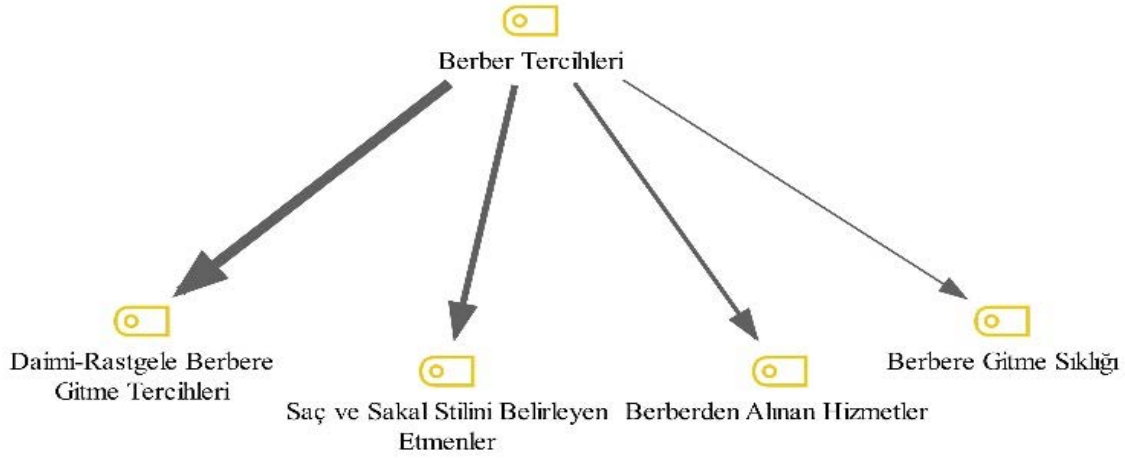 Berber Tercihleri
Daimi-Rastgele Berbere
Gitme Tercihleri
Saç ve Sakal Stilini Belirleyen
Etmenler
Berberden Alınan Hizmetler
Berbere Gitme Sıklığı